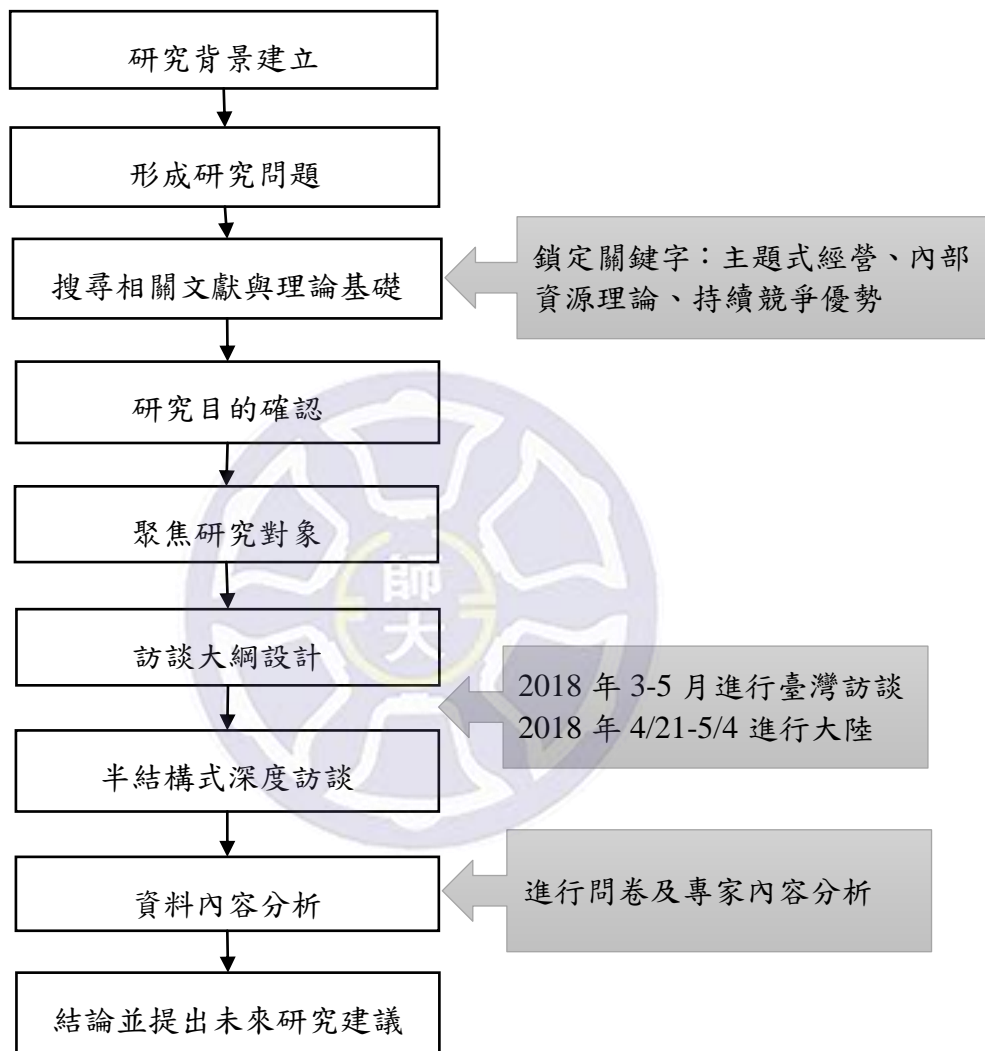 研究背景建立
形成研究問題
搜尋相關文獻與理論基礎
鎖定關鍵字：主題式經營、內部
資源理論、持續競爭優勢
研究目的確認
聚焦研究對象
師
大
訪談大綱設計
2018 年 3-5 月進行臺灣訪談
2018 年 4/21-5/4 進行大陸
半結構式深度訪談
資料內容分析
進行問卷及專家內容分析
結論並提出未來研究建議